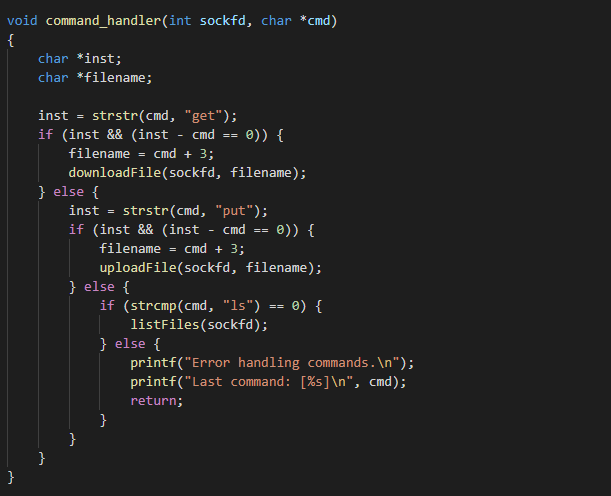 void command_handler(int sockfd, char *cmd)
{
    char *inst;
    char *filename;

    inst = strstr(cmd, "get");
    if (inst && (inst - cmd == 0)) {
        filename = cmd + 3;
        downloadFile(sockfd, filename);
    } else {
        inst = strstr(cmd, "put");
        if (inst && (inst - cmd == 0)) {
            filename = cmd + 3;
            uploadFile(sockfd, filename);
        } else {
            if (strcmp(cmd, "ls") == 0) {
                listFiles(sockfd);
            } else {
                printf("Error handling commands.\n");
                printf("Last command: [%s]\n", cmd);
                return;
            }
        }
    }
}